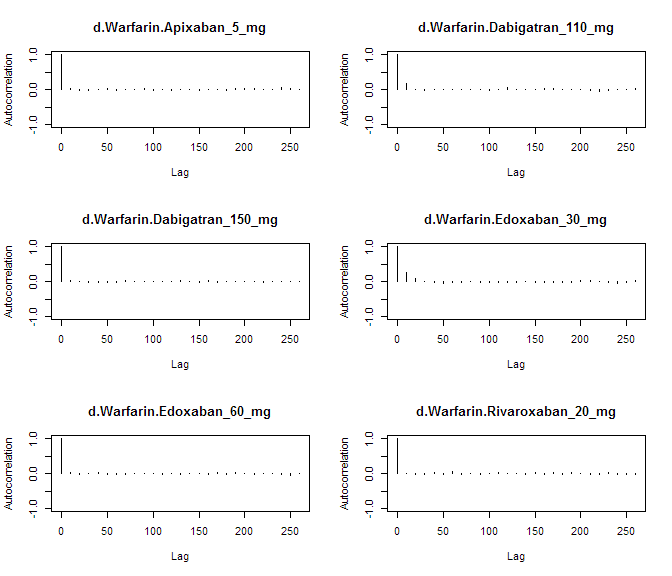 d.Warfarin.Apixaban_5_mg
Autocorrelation
1.0
0.0
-1.0
0 50 100 150 200 250
Lag
d.Warfarin.Dabigatran_110_mg
Autocorrelation
1.0
0.0
-1.0
0 50 100 150 200 250
Lag
d.Warfarin.Dabigatran_150_mg
Autocorrelation
1.0
0.0
-1.0
0 50 100 150 200 250
Lag
d.Warfarin.Edoxaban_30_mg
Autocorrelation
1.0
0.0
-1.0
0 50 100 150 200 250
Lag
d.Warfarin.Edoxaban_60_mg
Autocorrelation
1.0
0.0
-1.0
0 50 100 150 200 250
Lag
d.Warfarin.Rivaroxaban_20_mg
Autocorrelation
1.0
0.0
-1.0
0 50 100 150 200 250
Lag